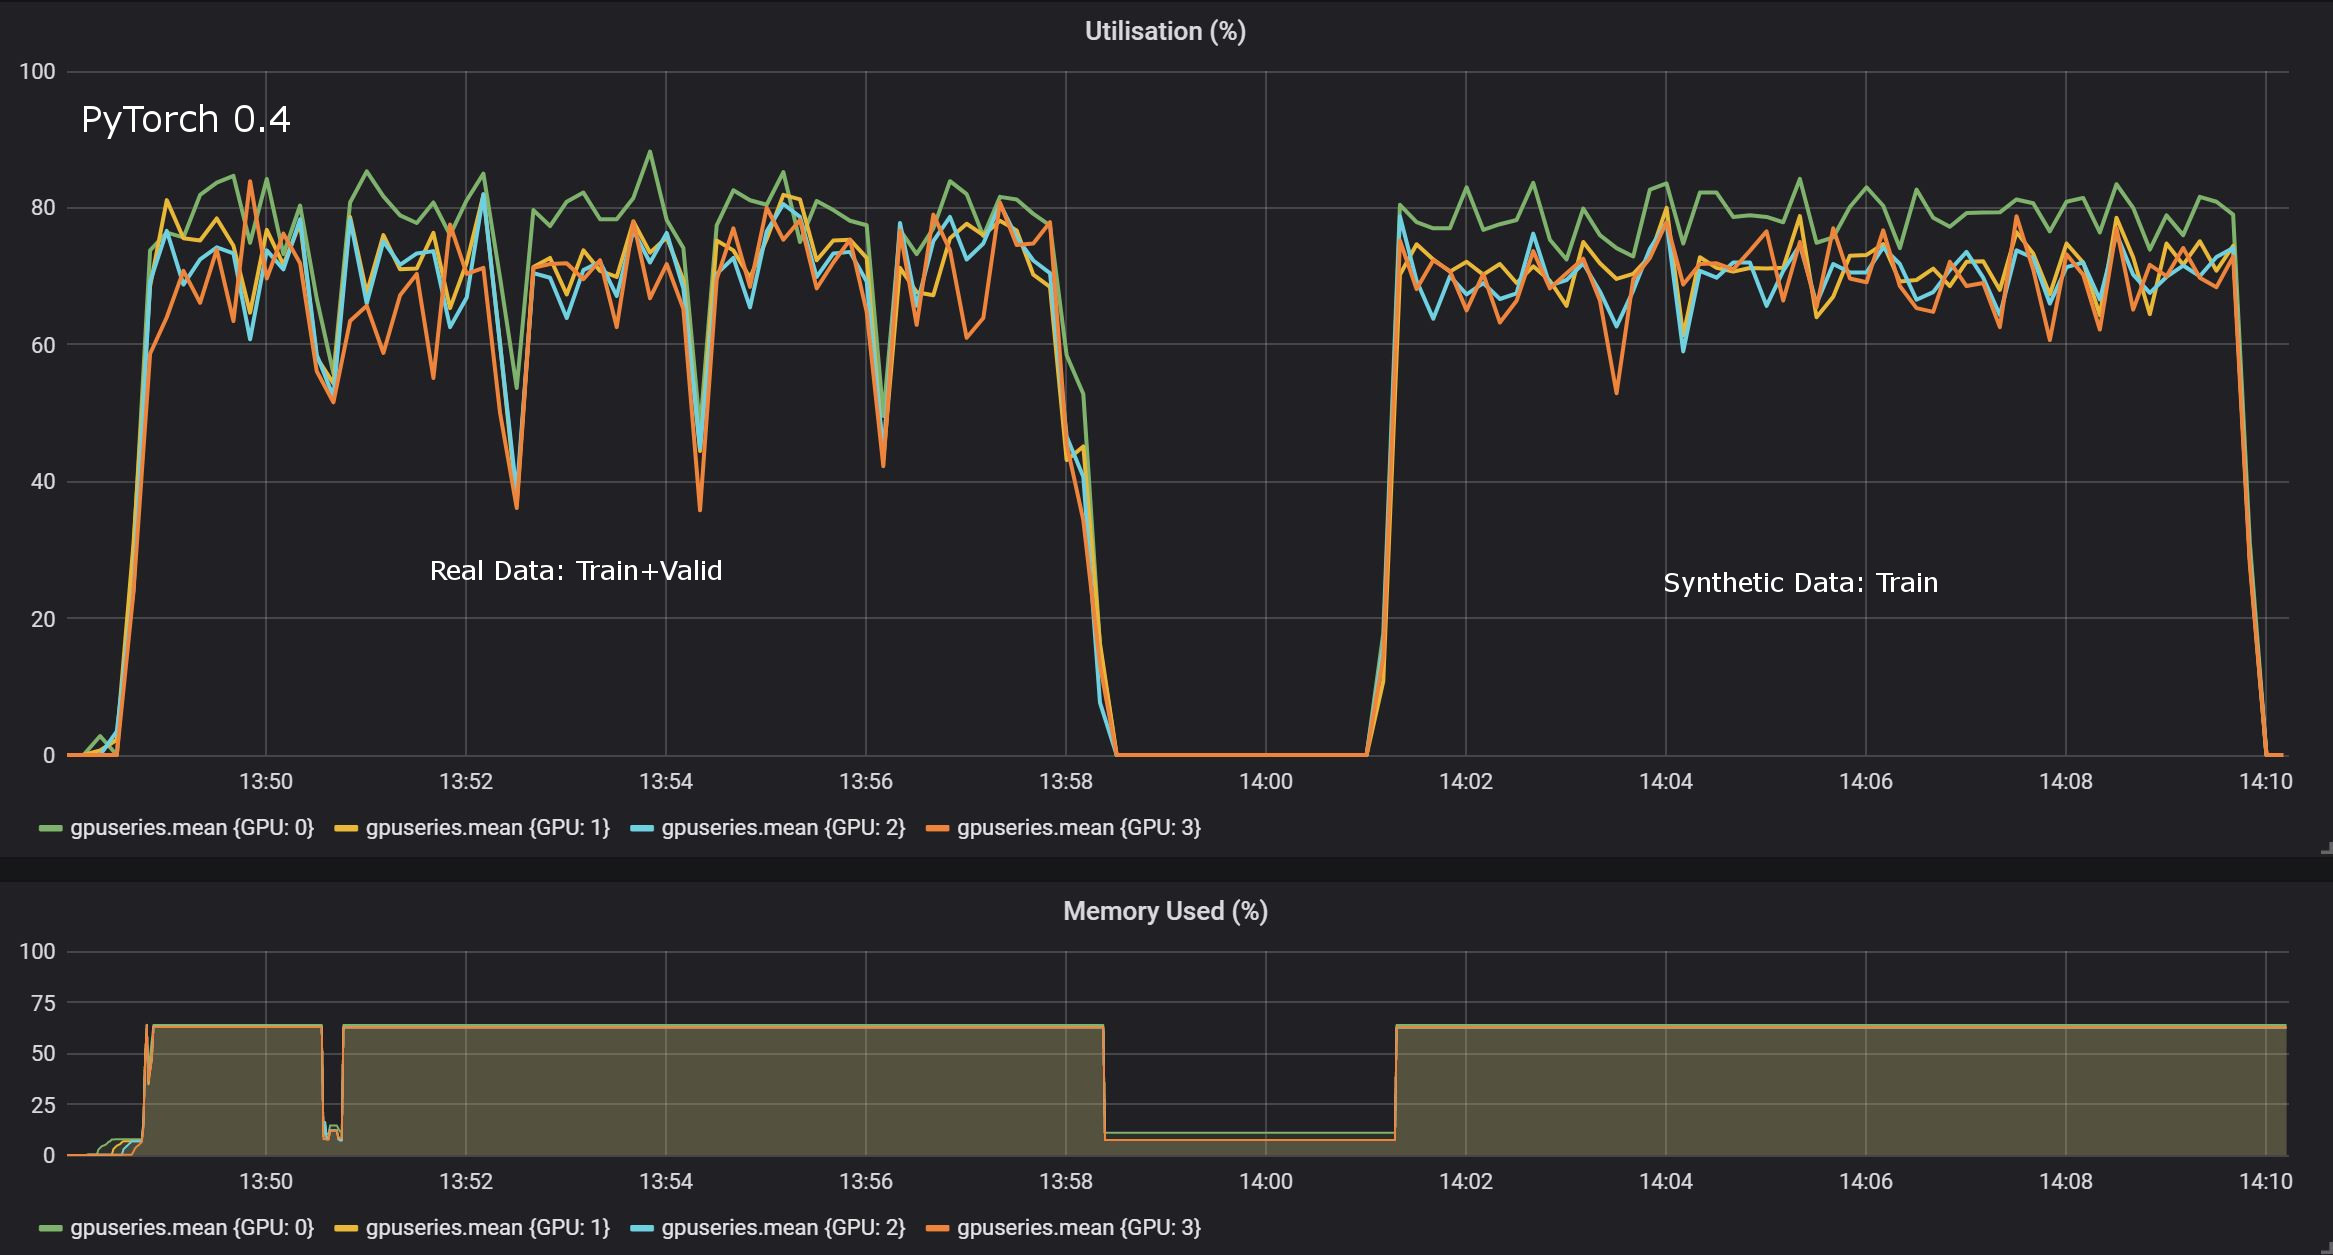 Utilisation (%)
100
PyTorch 0.4
80
60
40
Real Data: Train+Valid
Synthetic Data: Train
20
0
13:50 13:52 13:54 13:56 13:58 14:00 14:02 14:04 14:06 14:08 14:10
gpuseries.mean {GPU: 0} gpuseries.mean {GPU: 1} gpuseries.mean {GPU: 2} gpuseries.mean {GPU: 3}
Memory Used (%)
100
75
50
25
0
13:50 13:52 13:54 13:56 13:58 14:00 14:02 14:04 14:06 14:08 14:10
gpuseries.mean {GPU: 0} gpuseries.mean {GPU: 1} gpuseries.mean {GPU: 2} gpuseries.mean {GPU: 3}